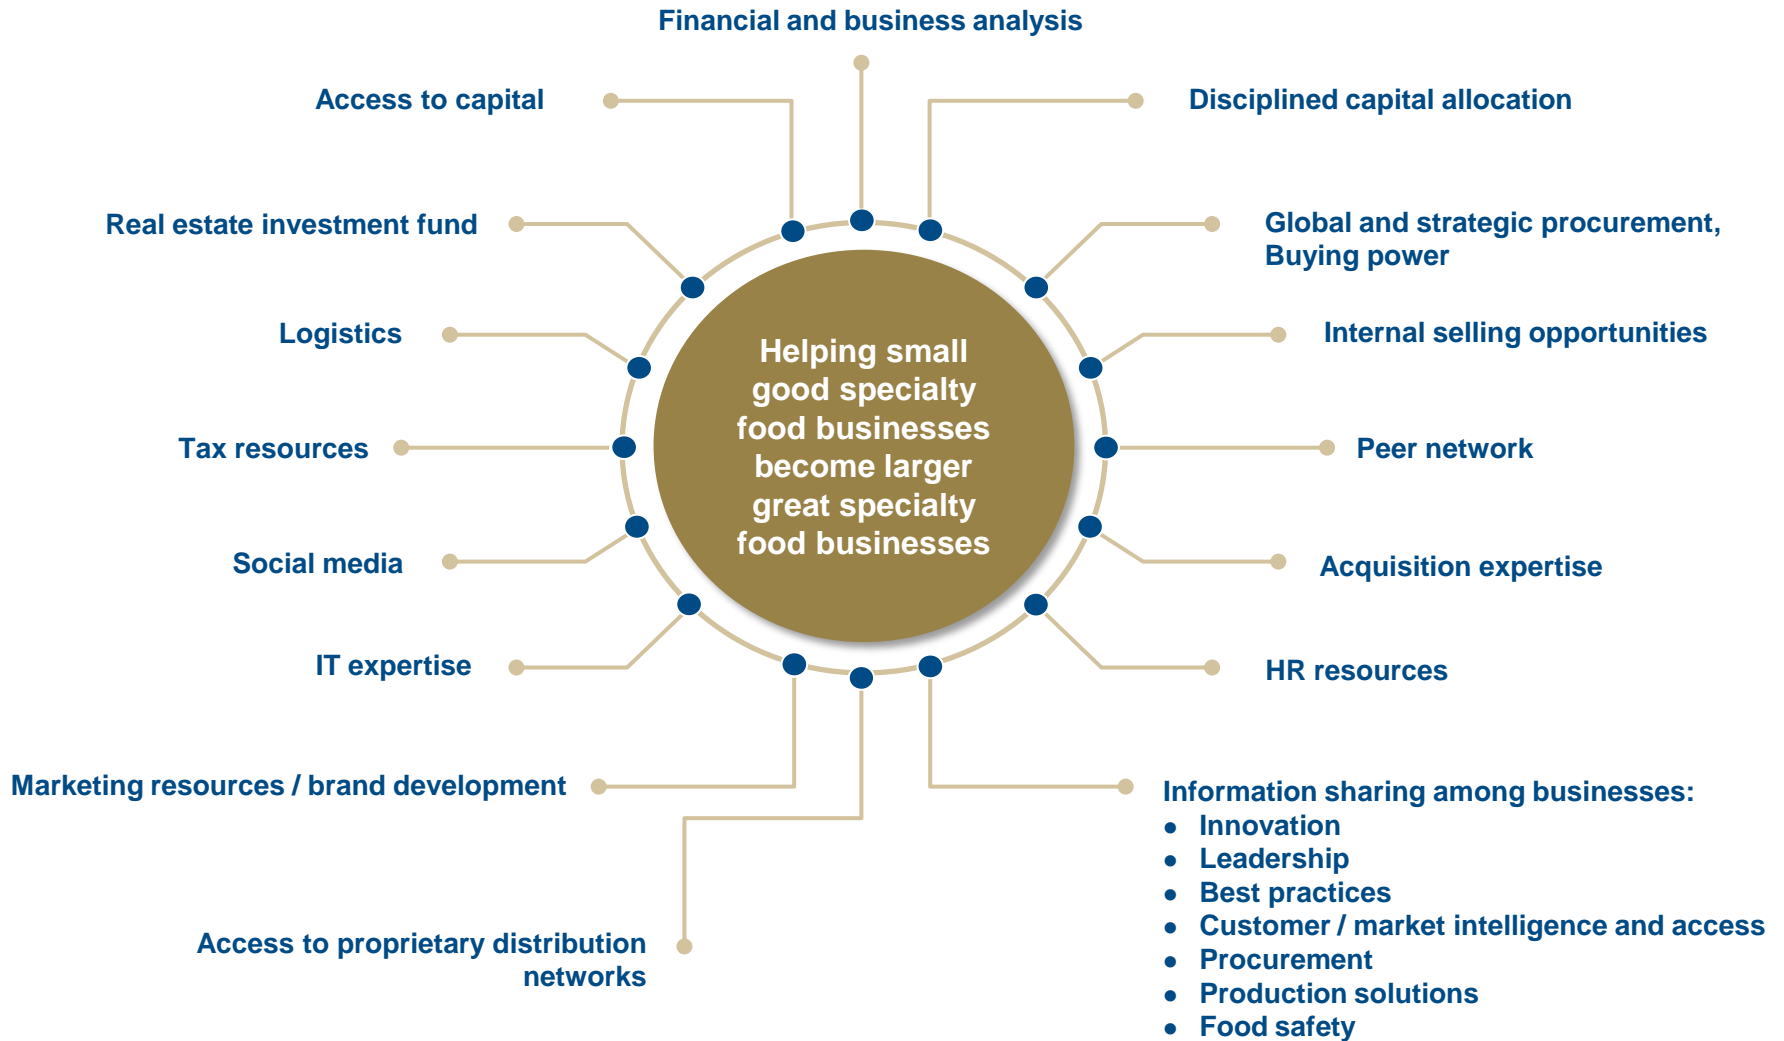 Financial and business analysis
Access to capital
Disciplined capital allocation
Real estate investment fund
Global and strategic procurement,
Buying power
Logistics
Internal selling opportunities
Helping small
good specialty
food businesses
become larger
great specialty
food businesses
Tax resources
Peer network
Social media
Acquisition expertise
IT expertise
HR resources
Marketing resources / brand development
Information sharing among businesses:
● Innovation
● Leadership
● Best practices
● Customer / market intelligence and access
● Procurement
● Production solutions
● Food safety
Access to proprietary distribution
networks